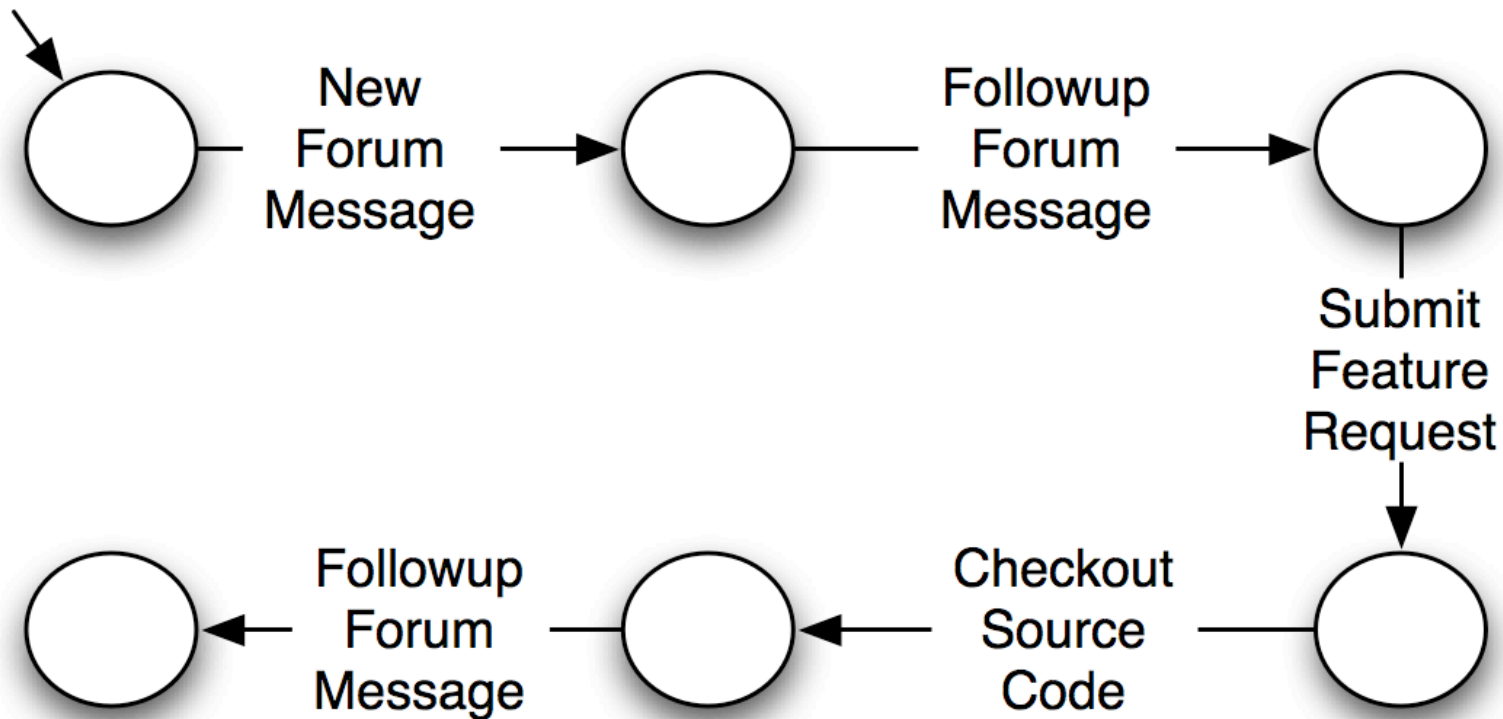 New
Forum
Message
Followup
Forum
Message
Submit
Feature
Request
Checkout
Source
Code
Followup
Forum
Message